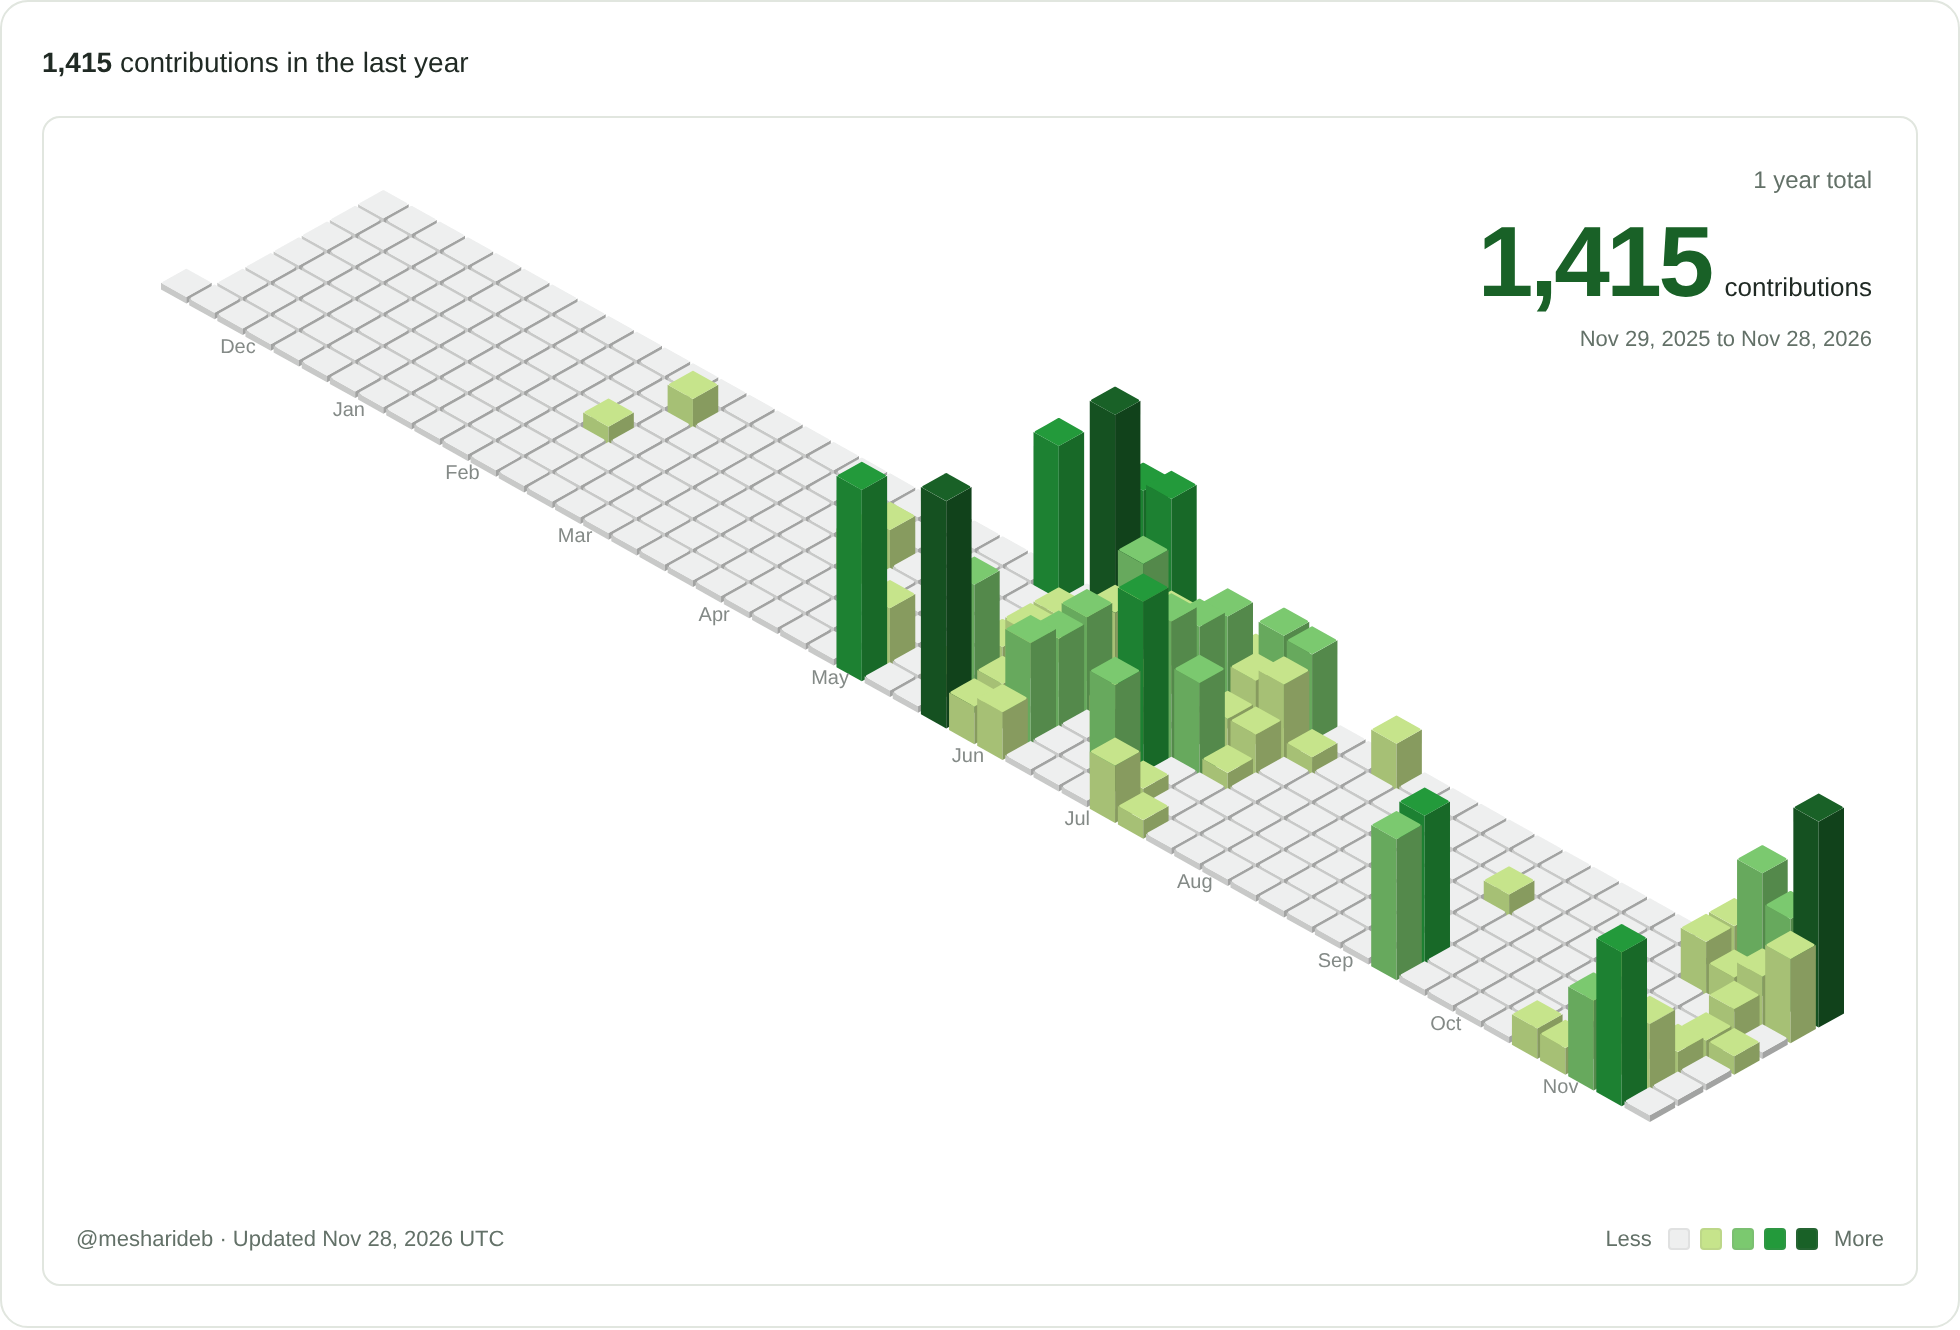 1,415 contributions in the last year
1 year total
1,415 contributions
Nov 29, 2025 to Nov 28, 2026
Dec
Jan
Feb
Mar
Apr
May
Jun
Jul
Aug
Sep
Oct
Nov
@mesharideb · Updated Nov 28, 2026 UTC
Less More